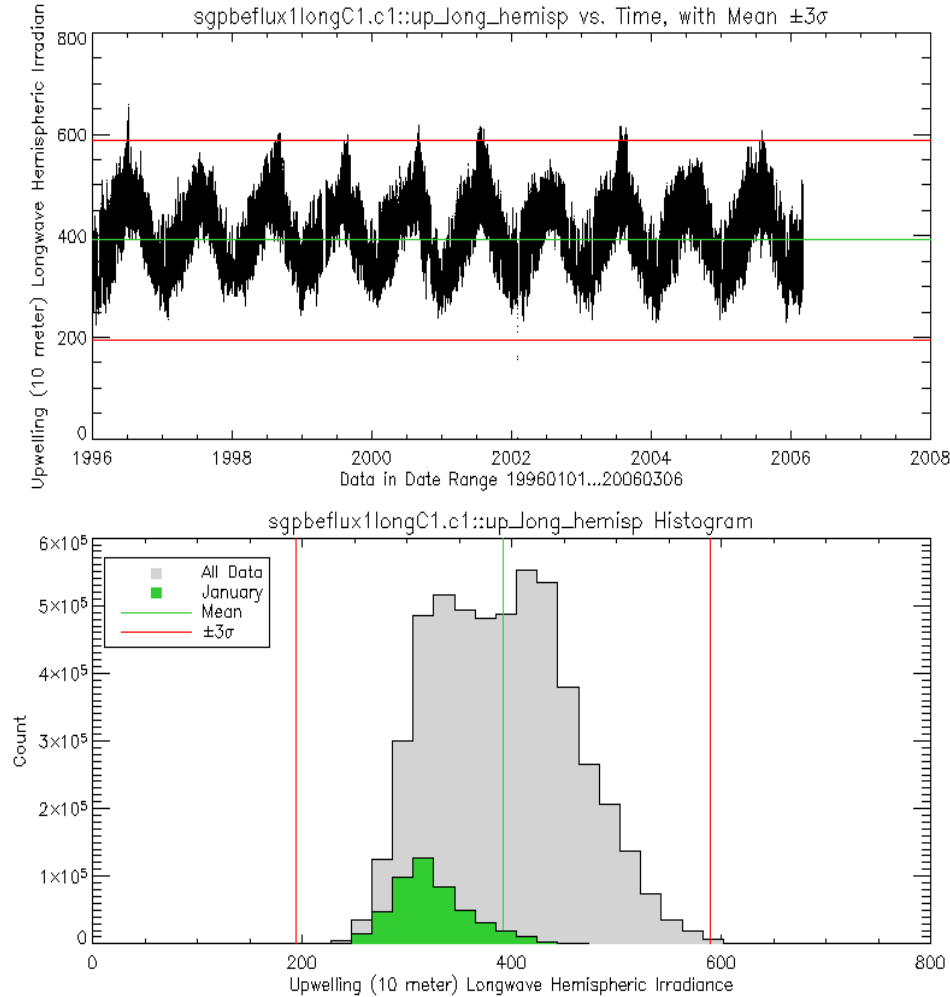 sgpbeflux1longC1.c1::up_long_hemisp vs. Time, with Mean ±3σ
Upwelling (10 meter) Longwave Hemispheric Irradian
800
600
400
200
0
1996 1998 2000 2002 2004 2006 2008
Data in Date Range 19960101...20060306
sgpbeflux1longC1.c1::up_long_hemisp Histogram
Count
6×10⁵
5×10⁵
4×10⁵
3×10⁵
2×10⁵
1×10⁵
0
All Data
January
Mean
±3σ
0 200 400 600 800
Upwelling (10 meter) Longwave Hemispheric Irradiance